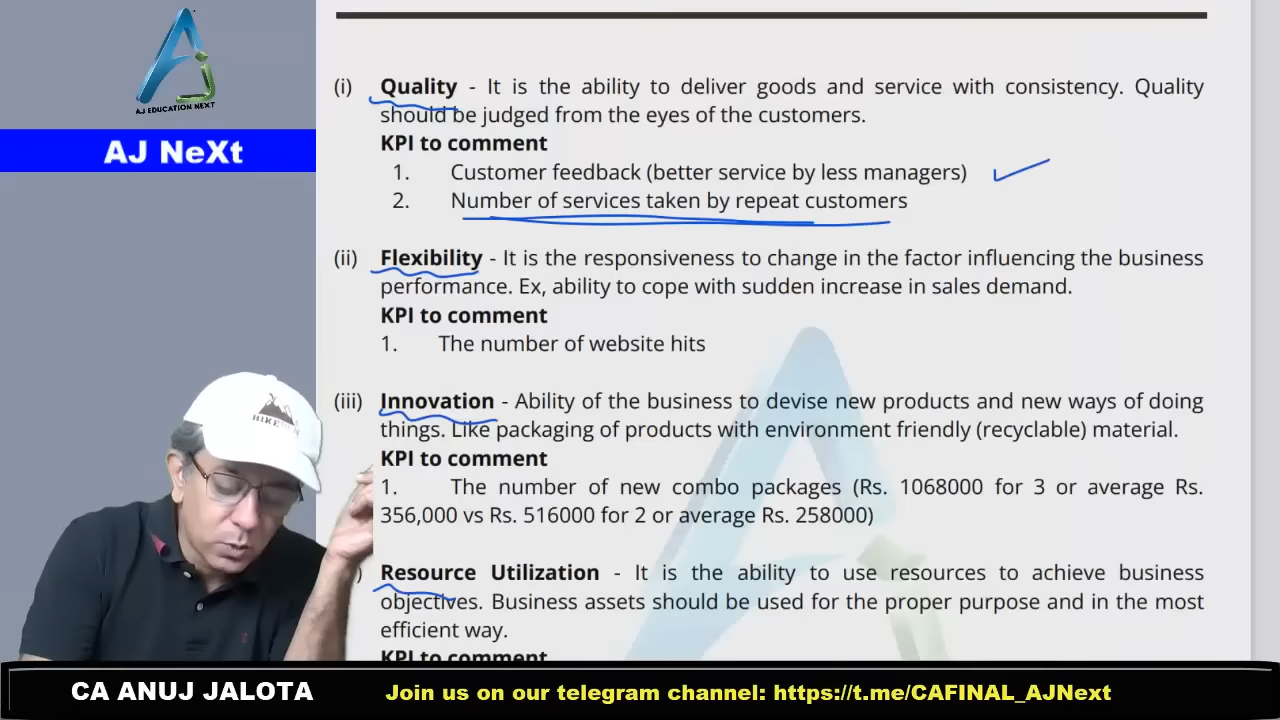 AJ EDUCATION NEXT
AJ NeXt
(i) Quality - It is the ability to deliver goods and service with consistency. Quality
should be judged from the eyes of the customers.
KPI to comment
1. Customer feedback (better service by less managers)
2. Number of services taken by repeat customers
(ii) Flexibility - It is the responsiveness to change in the factor influencing the business
performance. Ex, ability to cope with sudden increase in sales demand.
KPI to comment
1. The number of website hits
(iii) Innovation - Ability of the business to devise new products and new ways of doing
things. Like packaging of products with environment friendly (recyclable) material.
KPI to comment
1. The number of new combo packages (Rs. 1068000 for 3 or average Rs.
356,000 vs Rs. 516000 for 2 or average Rs. 258000)
) Resource Utilization - It is the ability to use resources to achieve business
objectives. Business assets should be used for the proper purpose and in the most
efficient way.
KPI to comment
CA ANUJ JALOTA
Join us on our telegram channel: https://t.me/CAFINAL_AJNext